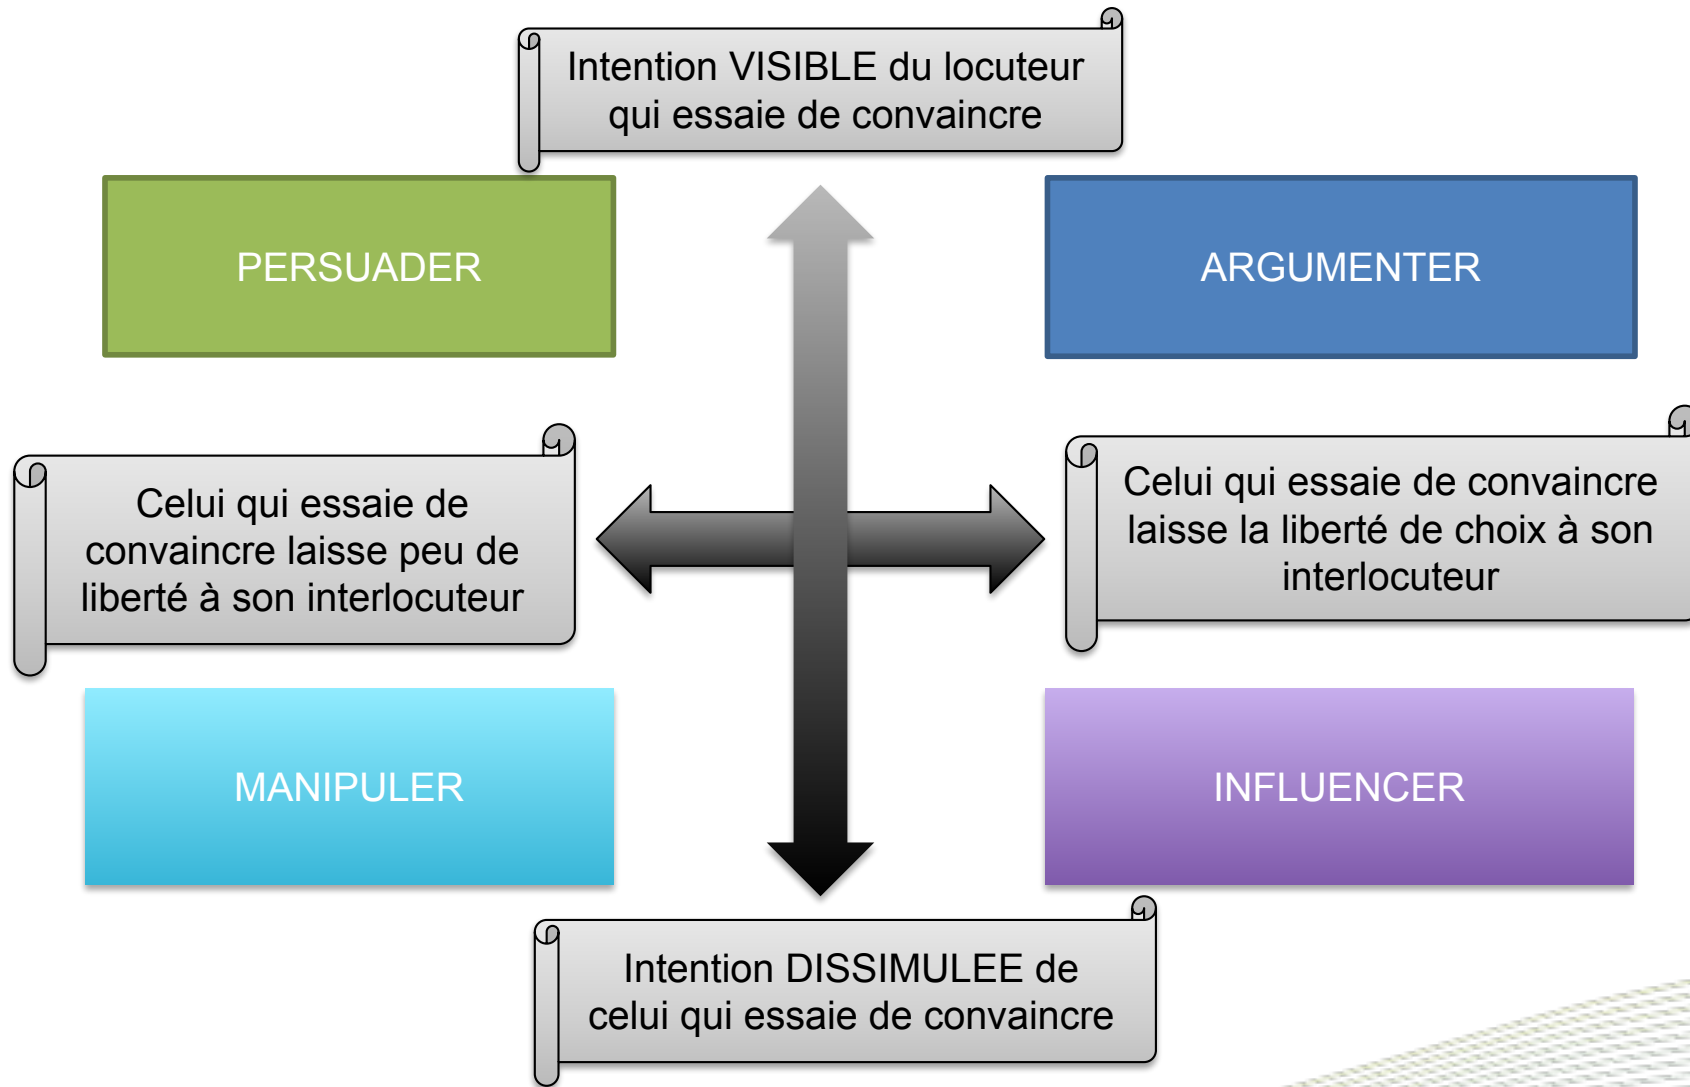 Intention VISIBLE du locuteur
qui essaie de convaincre
PERSUADER
ARGUMENTER
Celui qui essaie de
convaincre laisse peu de
liberté à son interlocuteur
Celui qui essaie de convaincre
laisse la liberté de choix à son
interlocuteur
MANIPULER
INFLUENCER
Intention DISSIMULEE de
celui qui essaie de convaincre